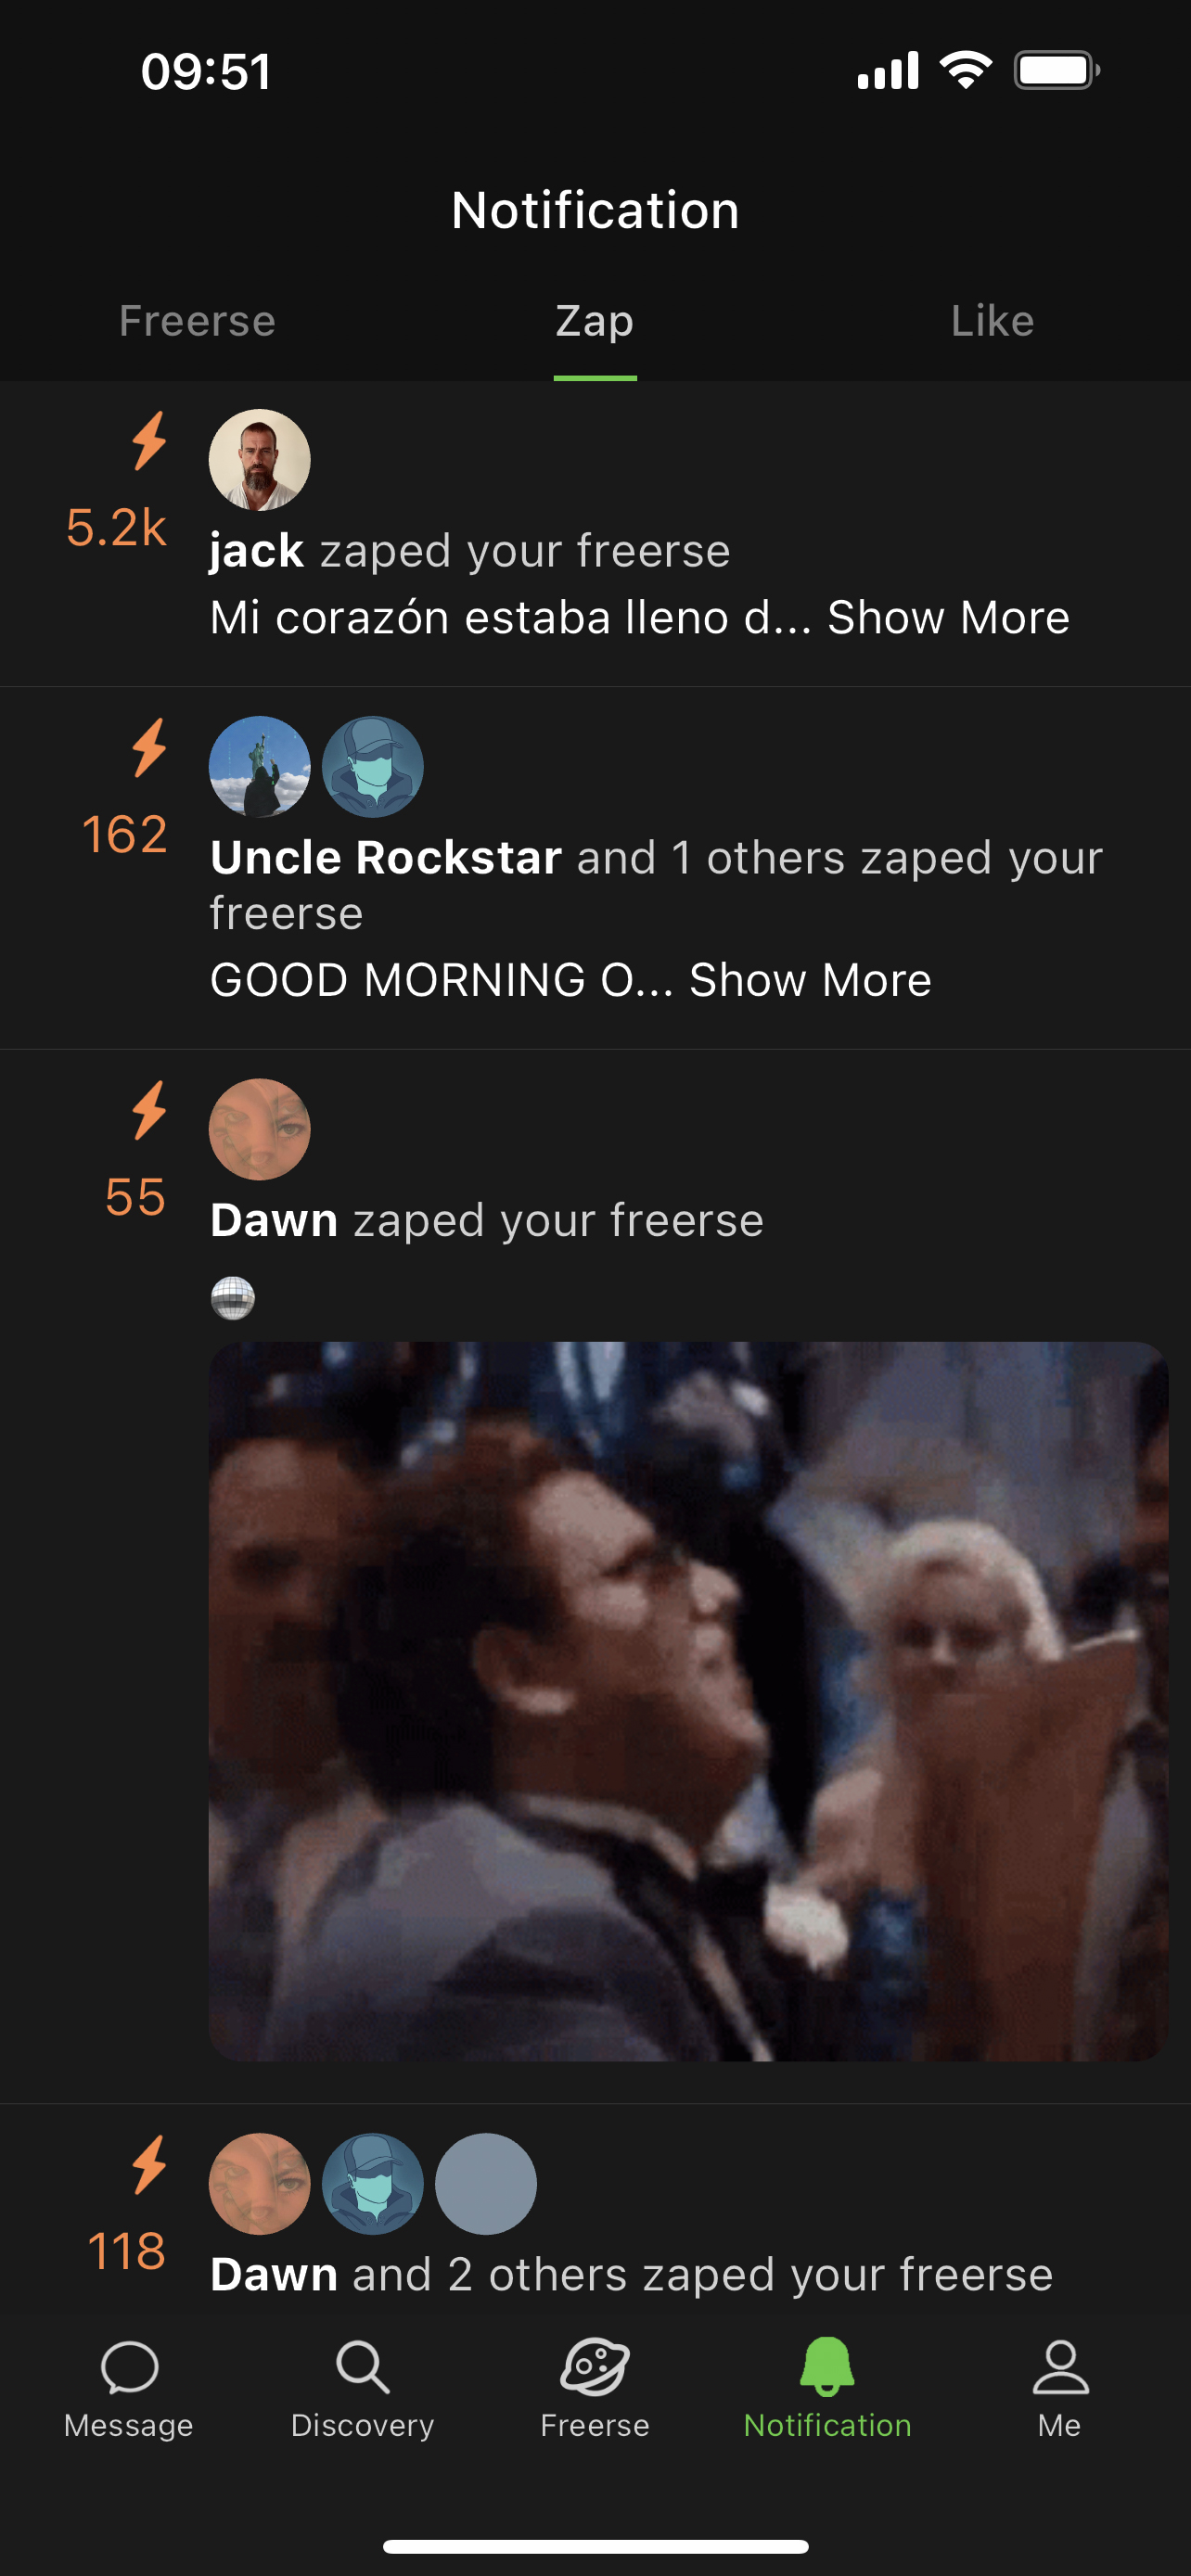 09:51
Notification
Freerse Zap Like
5.2k
jack zaped your freerse
Mi corazón estaba lleno d... Show More
162
Uncle Rockstar and 1 others zaped your
freerse
GOOD MORNING O... Show More
55
Dawn zaped your freerse
118
Dawn and 2 others zaped your freerse
Message Discovery Freerse Notification Me